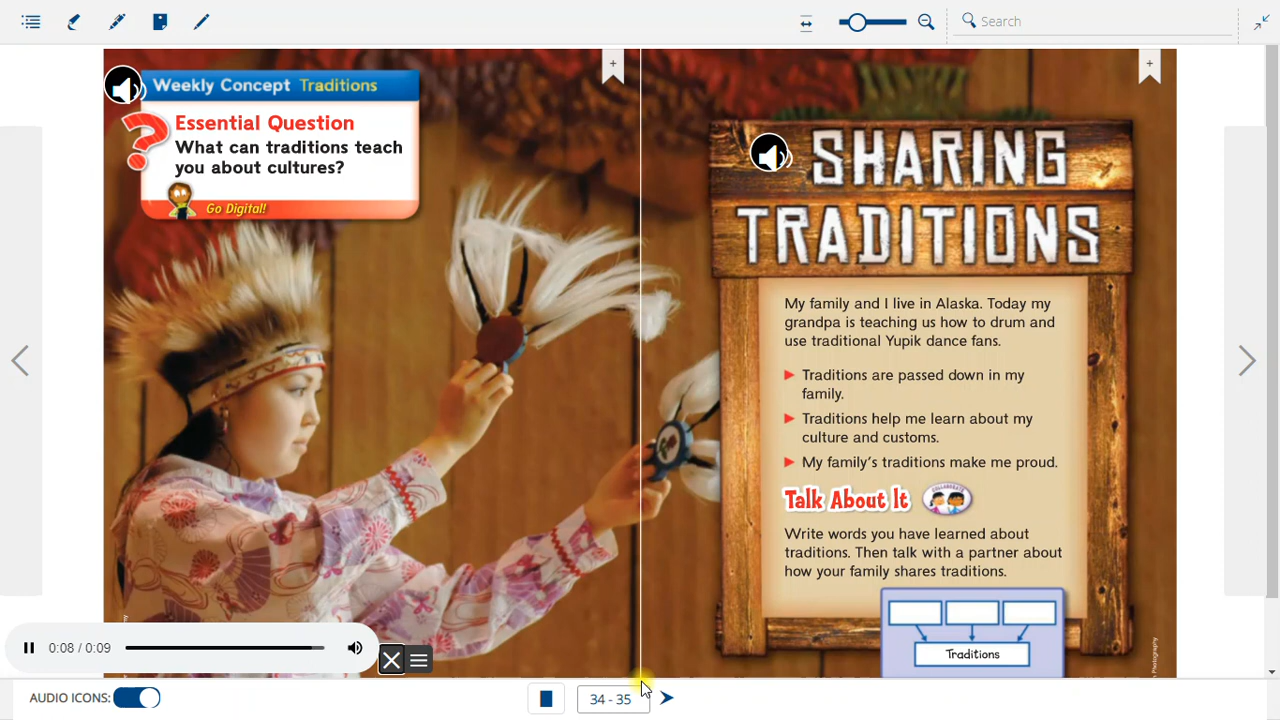 Search
Weekly Concept Traditions
Essential Question
What can traditions teach
you about cultures?
Go Digital!
SHARING
TRADITIONS
My family and I live in Alaska. Today my
grandpa is teaching us how to drum and
use traditional Yupik dance fans.
Traditions are passed down in my
family.
Traditions help me learn about my
culture and customs.
My family's traditions make me proud.
Talk About It
COLLABORATE
Write words you have learned about
traditions. Then talk with a partner about
how your family shares traditions.
Traditions
0:08 / 0:09
AUDIO ICONS:
34 - 35